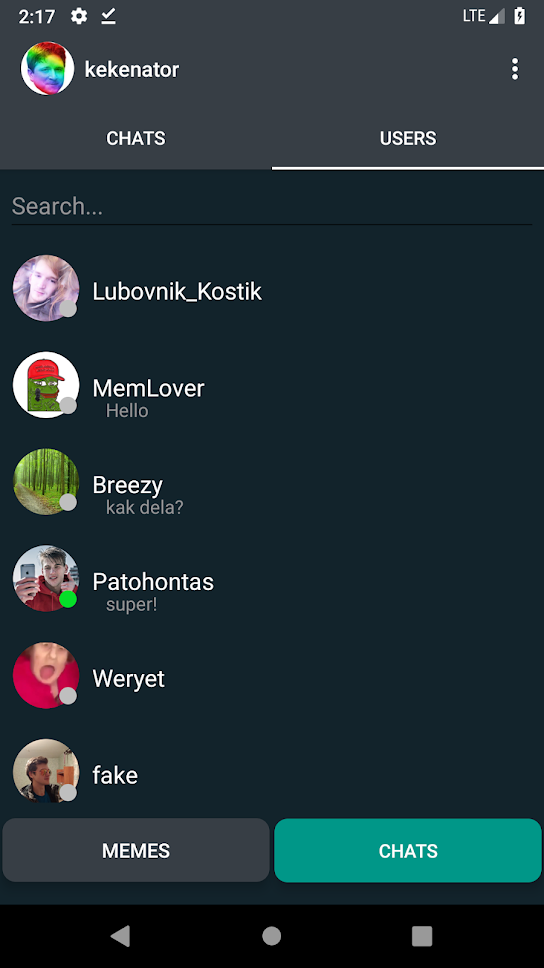 2:17 LTE
kekenator
CHATS USERS
Search...
Lubovnik_Kostik
MemLover
Hello
Breezy
kak dela?
Patohontas
super!
Weryet
fake
MEMES CHATS